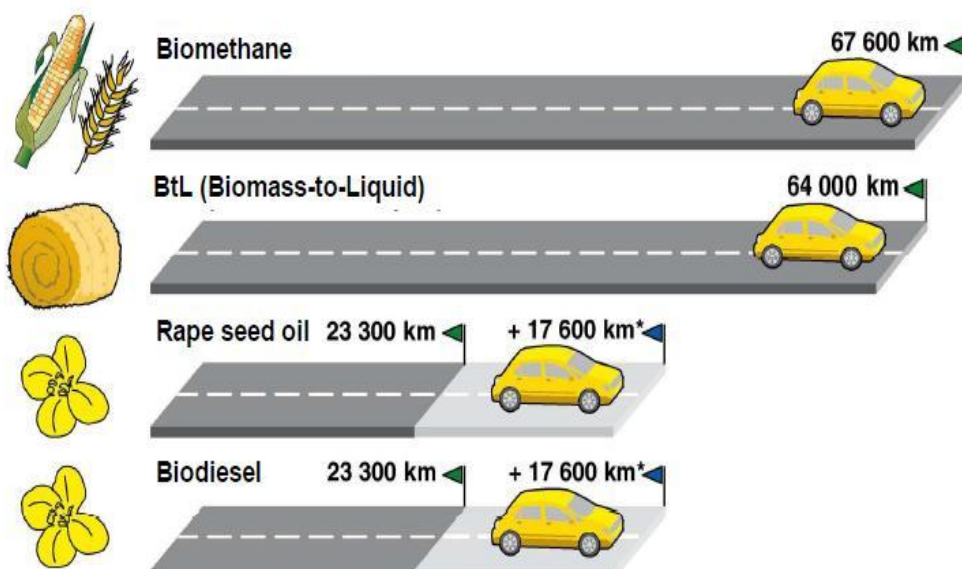 Biomethane 67 600 km
BtL (Biomass-to-Liquid) 64 000 km
Rape seed oil 23 300 km + 17 600 km*
Biodiesel 23 300 km + 17 600 km*